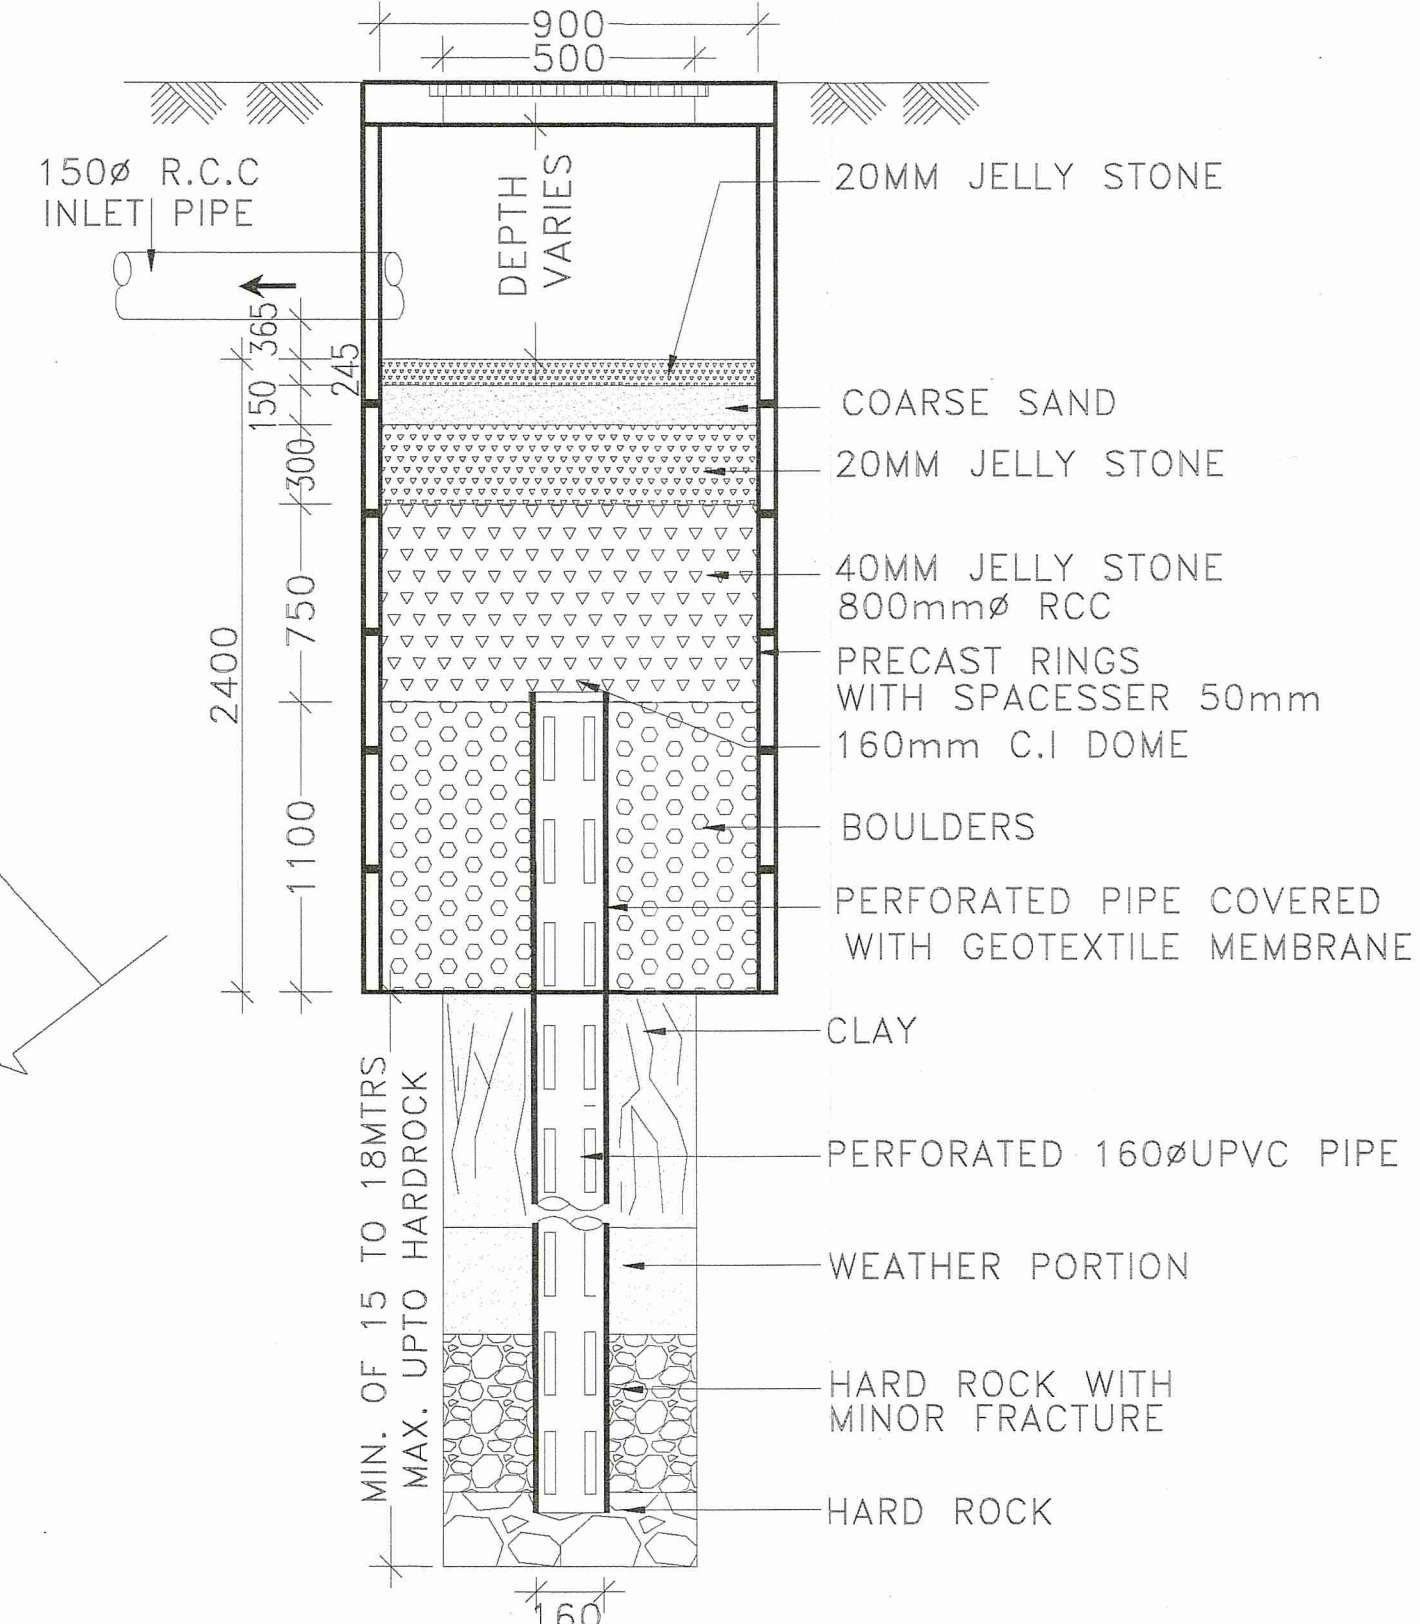 900
500
150ø R.C.C
INLET PIPE
DEPTH
VARIES
20MM JELLY STONE
365
245
150
COARSE SAND
300
20MM JELLY STONE
750
40MM JELLY STONE
800mmø RCC
PRECAST RINGS
WITH SPACESSER 50mm
2400
160mm C.I DOME
1100
BOULDERS
PERFORATED PIPE COVERED
WITH GEOTEXTILE MEMBRANE
CLAY
MIN. OF 15 TO 18MTRS
MAX. UPTO HARDROCK
PERFORATED 160øUPVC PIPE
WEATHER PORTION
HARD ROCK WITH
MINOR FRACTURE
HARD ROCK
160